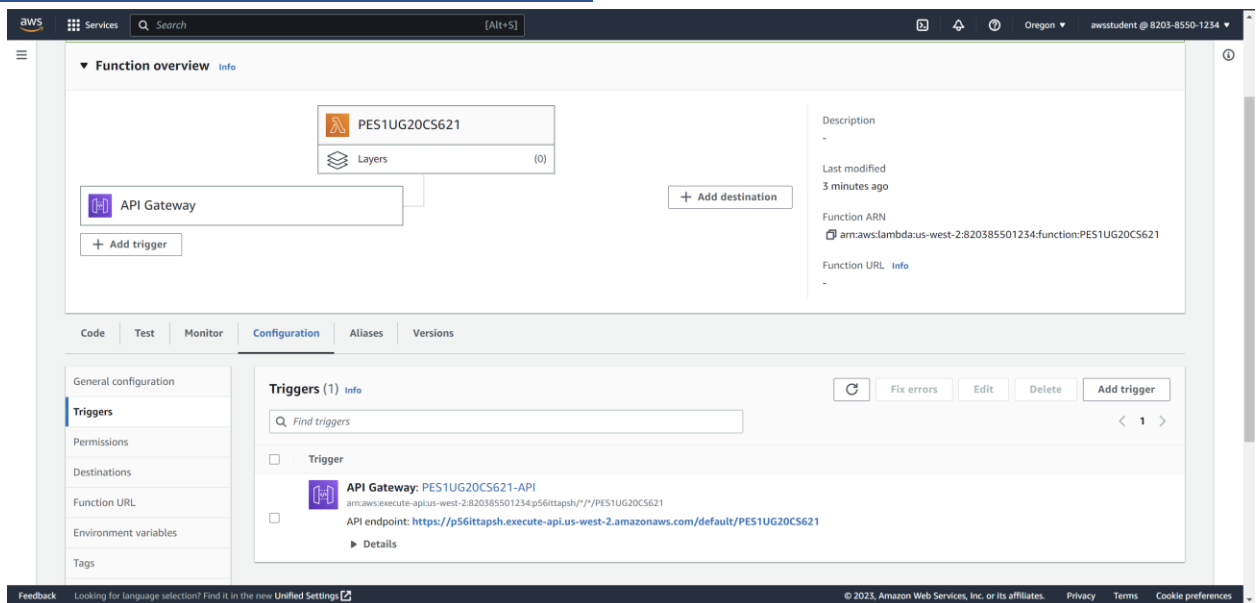 aws
Services
Search
[Alt+S]
Oregon ▼
awsstudent @ 8203-8550-1234 ▼
▼ Function overview Info
PES1UG20CS621
Layers (0)
API Gateway
+ Add trigger
+ Add destination
Description
-
Last modified
3 minutes ago
Function ARN
arn:aws:lambda:us-west-2:820385501234:function:PES1UG20CS621
Function URL Info
-
Code
Test
Monitor
Configuration
Aliases
Versions
General configuration
Triggers
Permissions
Destinations
Function URL
Environment variables
Tags
Triggers (1) Info
Fix errors
Edit
Delete
Add trigger
Find triggers
< 1 >
Trigger
API Gateway: PES1UG20CS621-API
arn:aws:execute-api:us-west-2:820385501234:p56ittapsh/*/*/PES1UG20CS621
API endpoint: https://p56ittapsh.execute-api.us-west-2.amazonaws.com/default/PES1UG20CS621
▶ Details
Feedback
Looking for language selection? Find it in the new Unified Settings
© 2023, Amazon Web Services, Inc. or its affiliates.
Privacy
Terms
Cookie preferences